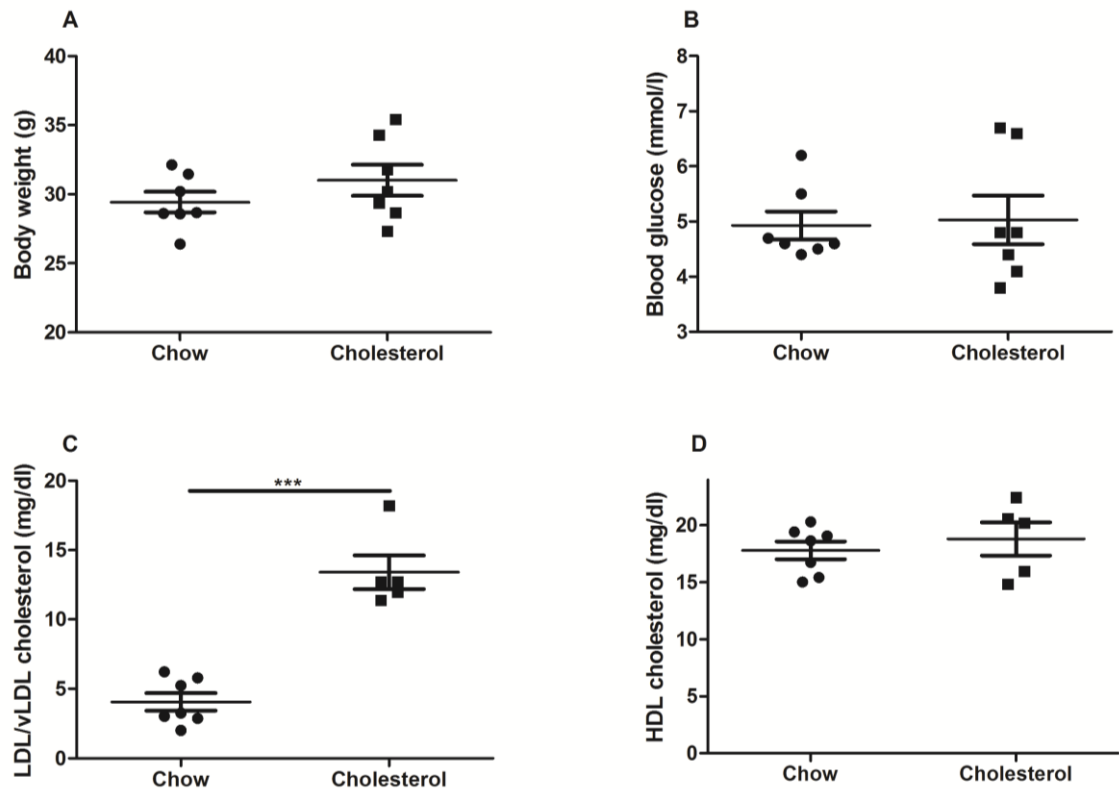 A
Body weight (g)
40
35
30
25
20
Chow
Cholesterol
B
Blood glucose (mmol/l)
8
7
6
5
4
3
Chow
Cholesterol
C
LDL/vLDL cholesterol (mg/dl)
20
15
10
5
0
***
Chow
Cholesterol
D
HDL cholesterol (mg/dl)
20
15
10
5
0
Chow
Cholesterol